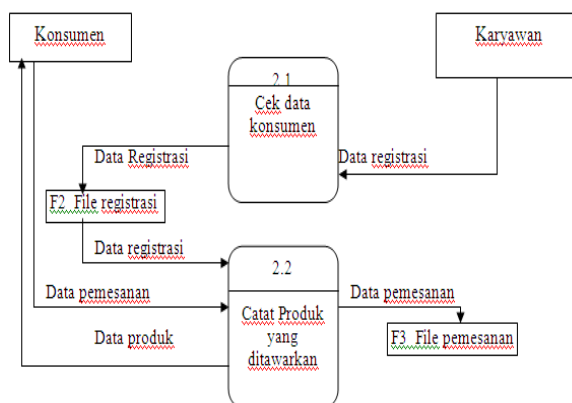 Konsumen
Karyawan
2.1
Cek data
konsumen
Data Registrasi
Data registrasi
F2 File registrasi
Data registrasi
2.2
Data pemesanan
Data pemesanan
Catat Produk
yang
ditawarkan
Data produk
F3 File pemesanan